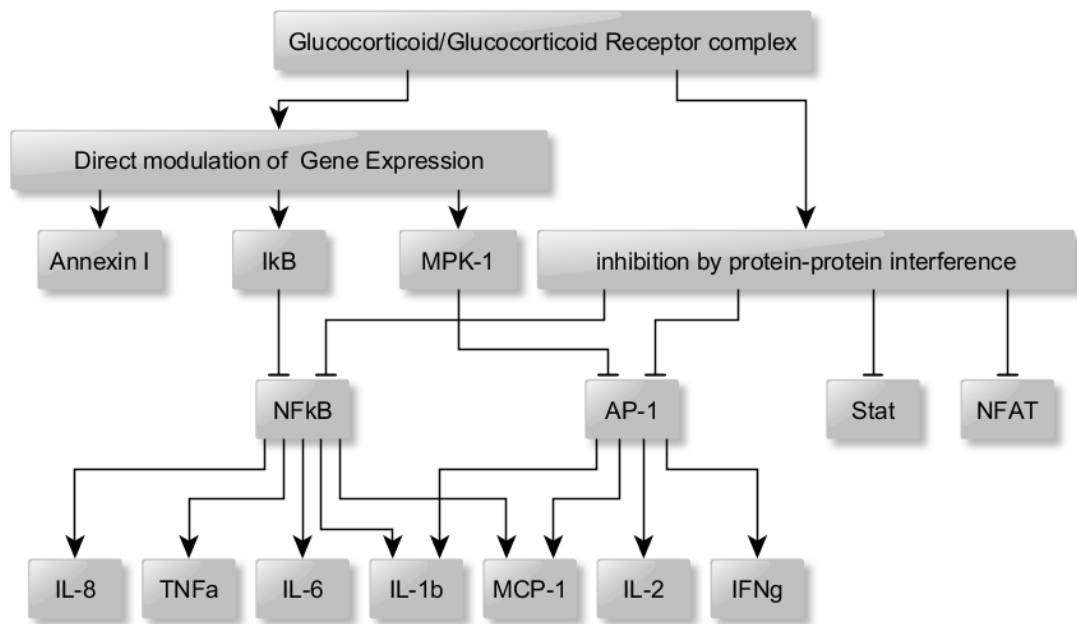 Glucocorticoid/Glucocorticoid Receptor complex
Direct modulation of Gene Expression
Annexin I
IkB
MPK-1
inhibition by protein-protein interference
NFkB
AP-1
Stat
NFAT
IL-8
TNFa
IL-6
IL-1b
MCP-1
IL-2
IFNg